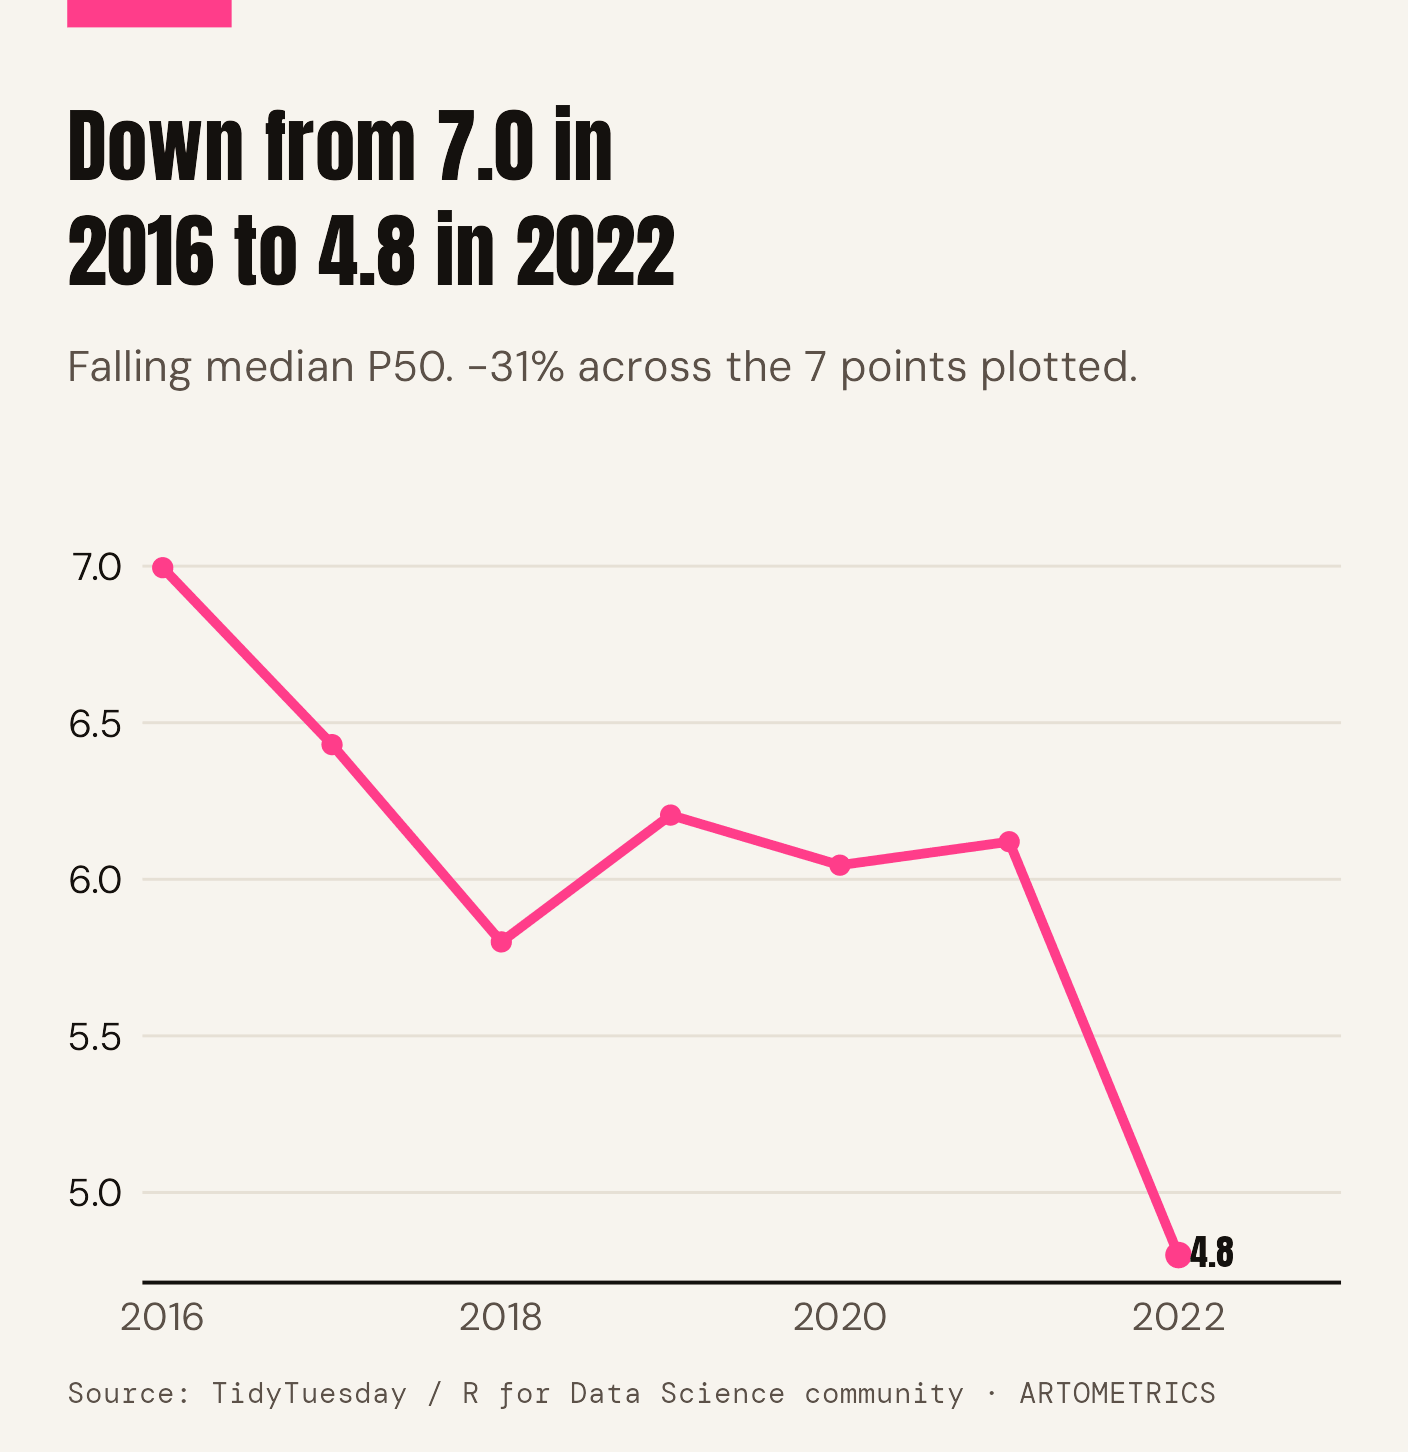 Down from 7.0 in
2016 to 4.8 in 2022
Falling median P50. −31% across the 7 points plotted.
7.0
6.5
6.0
5.5
5.0
4.8
2016 2018 2020 2022
Source: TidyTuesday / R for Data Science community · ARTOMETRICS